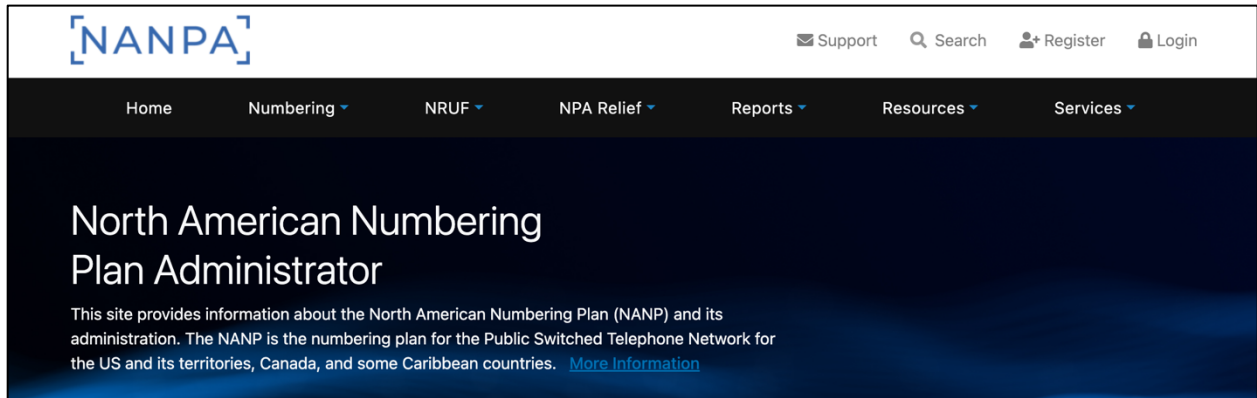 NANPA
Support Search Register Login
Home Numbering NRUF NPA Relief Reports Resources Services
North American Numbering
Plan Administrator
This site provides information about the North American Numbering Plan (NANP) and its
administration. The NANP is the numbering plan for the Public Switched Telephone Network for
the US and its territories, Canada, and some Caribbean countries. More Information